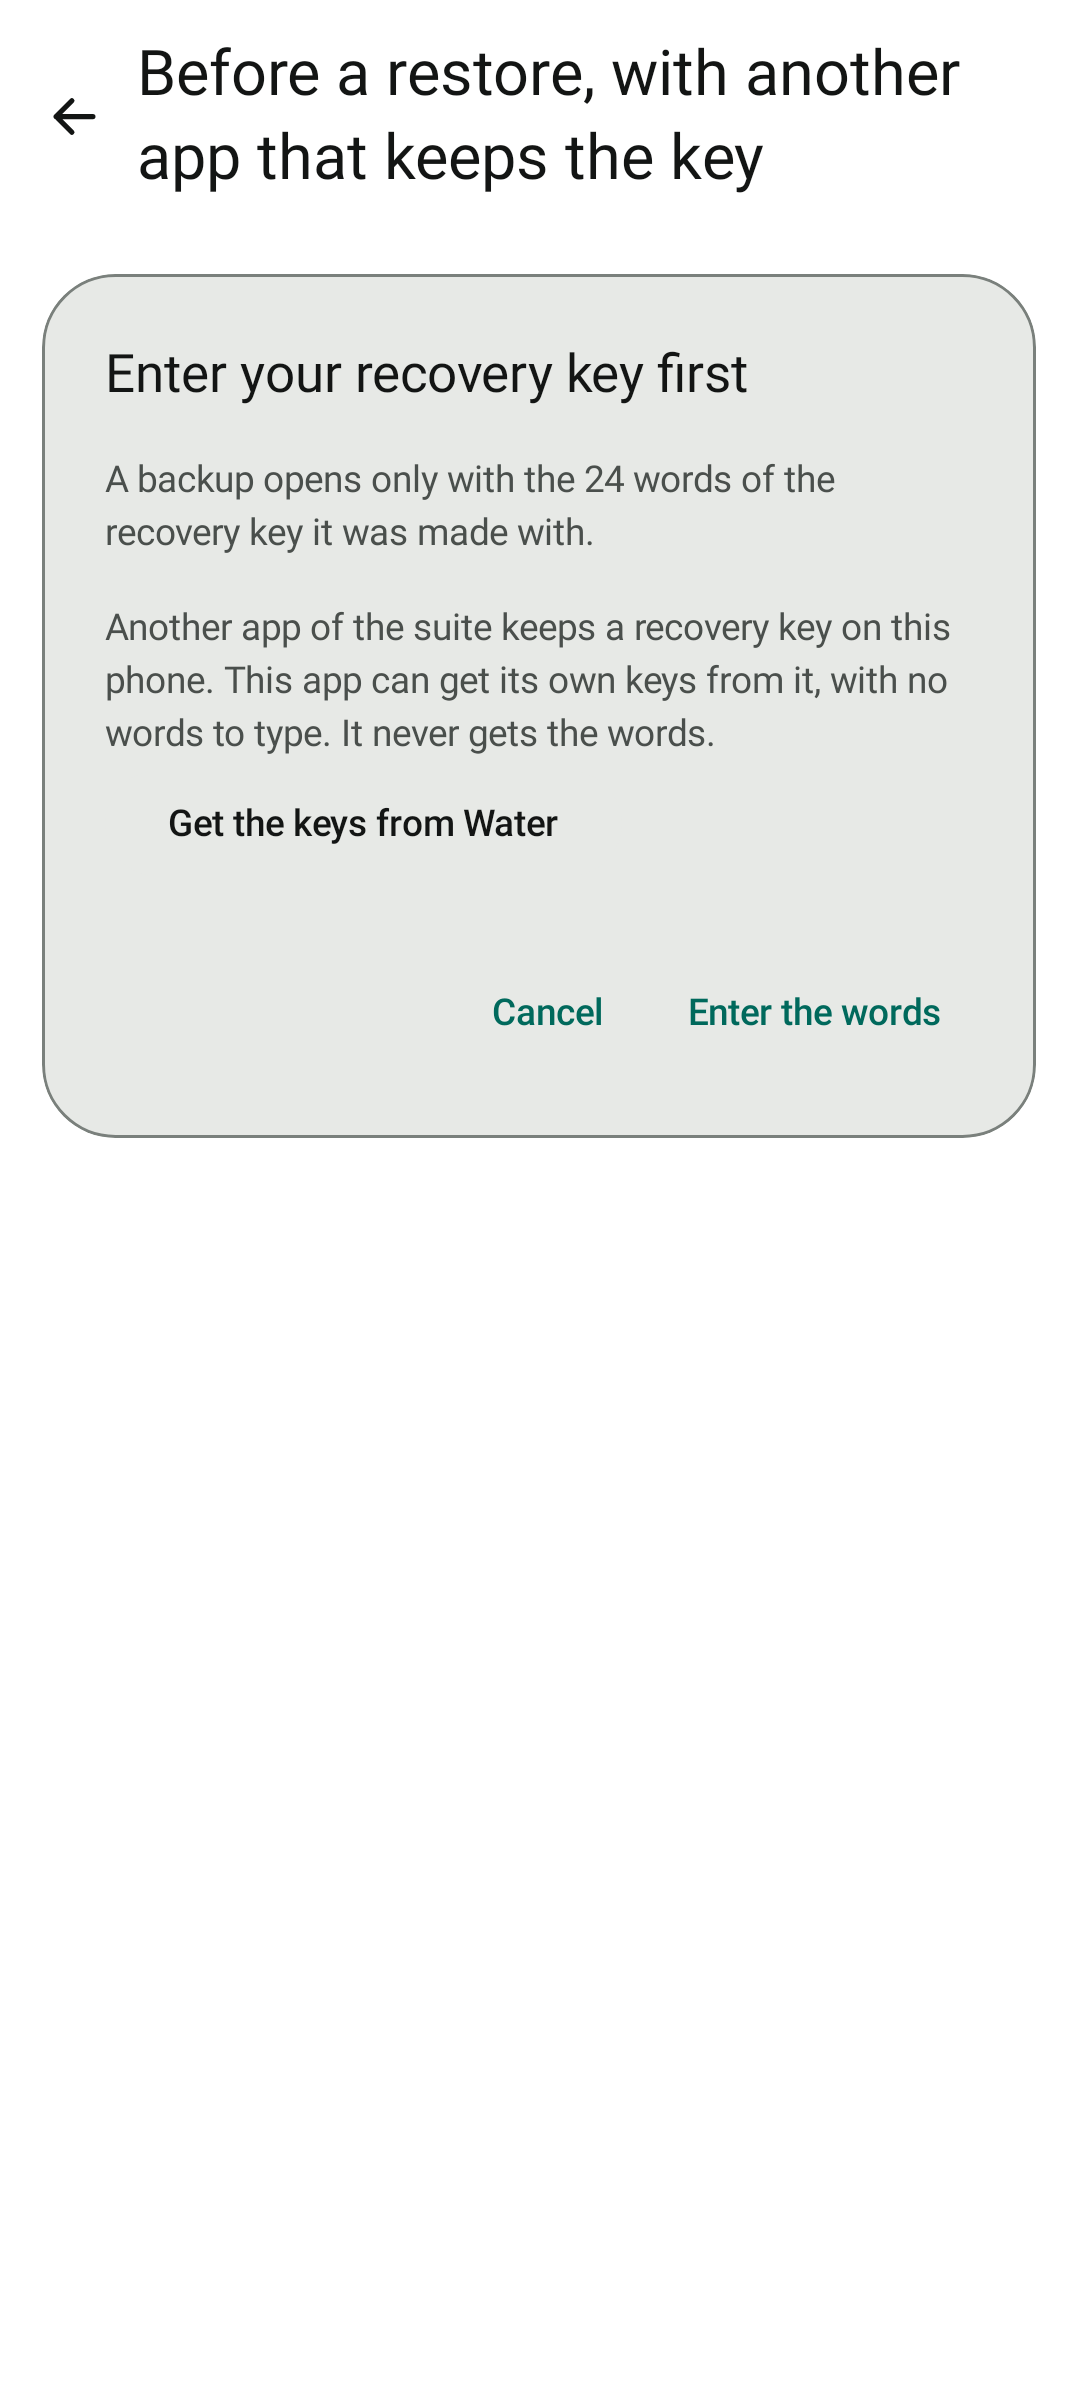 Before a restore, with another
app that keeps the key
Enter your recovery key first
A backup opens only with the 24 words of the
recovery key it was made with.
Another app of the suite keeps a recovery key on this
phone. This app can get its own keys from it, with no
words to type. It never gets the words.
Get the keys from Water
Cancel
Enter the words